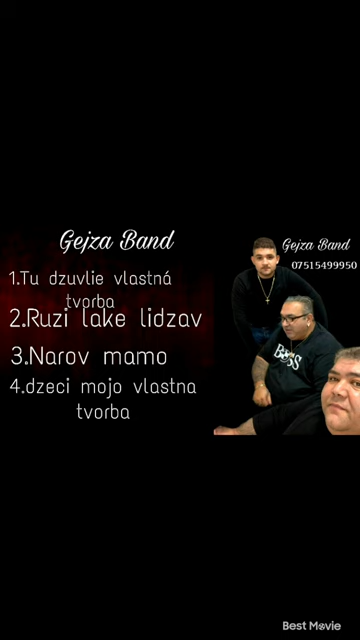 Gejza Band
1.Tu dzuvlie vlastná
tvorba
2.Ruzi lake lidzav
3.Narov mamo
4.dzeci mojo vlastna
tvorba
Gejza Band
07515499950
BOSS
Best Movie